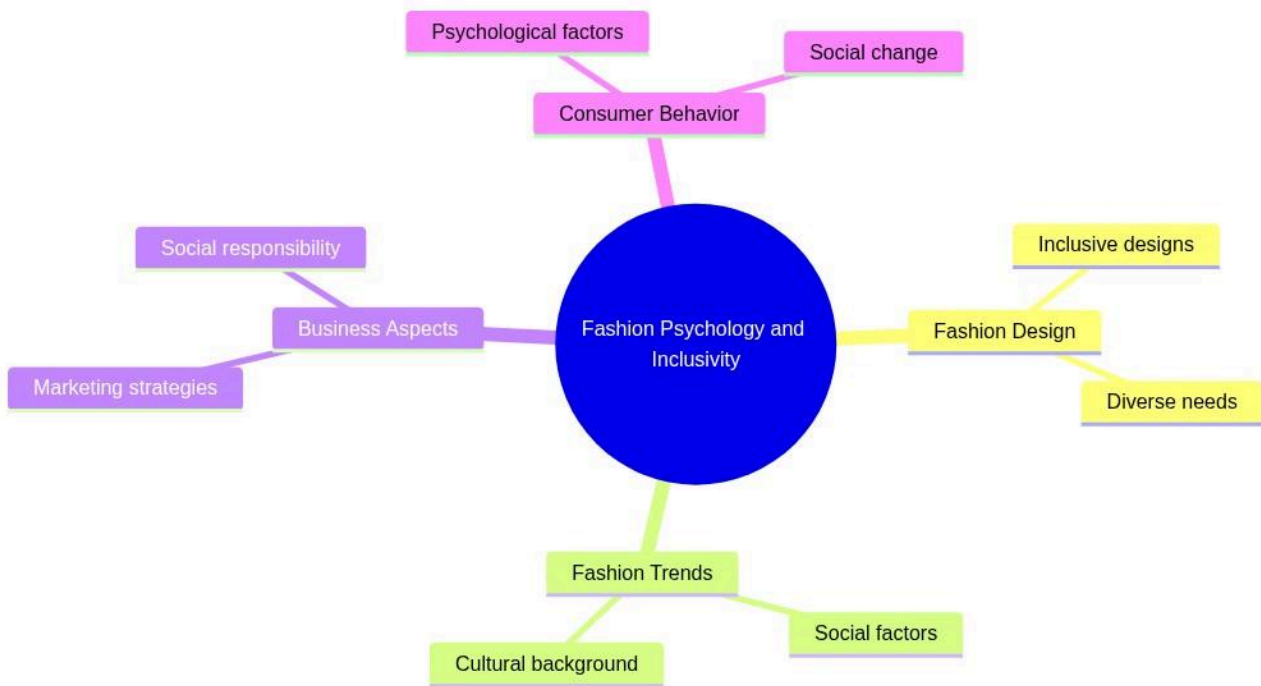 Psychological factors
Social change
Consumer Behavior
Social responsibility
Inclusive designs
Business Aspects
Fashion Psychology and
Inclusivity
Fashion Design
Marketing strategies
Diverse needs
Fashion Trends
Social factors
Cultural background